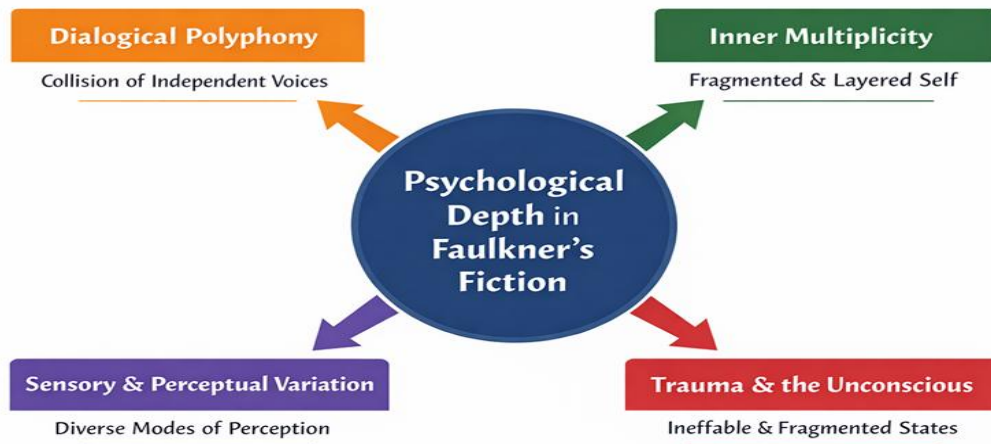 Dialogical Polyphony
Collision of Independent Voices
Inner Multiplicity
Fragmented & Layered Self
Psychological
Depth in
Faulkner's
Fiction
Sensory & Perceptual Variation
Diverse Modes of Perception
Trauma & the Unconscious
Ineffable & Fragmented States